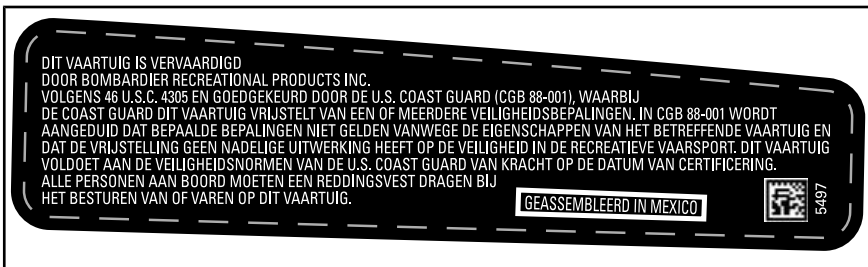 DIT VAARTUIG IS VERVAARDIGD
DOOR BOMBARDIER RECREATIONAL PRODUCTS INC.
VOLGENS 46 U.S.C. 4305 EN GOEDGEKEURD DOOR DE U.S. COAST GUARD (CGB 88-001), WAARBIJ
DE COAST GUARD DIT VAARTUIG VRIJSTELT VAN EEN OF MEERDERE VEILIGHEIDSBEPALINGEN. IN CGB 88-001 WORDT
AANGEDUID DAT BEPAALDE BEPALINGEN NIET GELDEN VANWEGE DE EIGENSCHAPPEN VAN HET BETREFFENDE VAARTUIG EN
DAT DE VRIJSTELLING GEEN NADELIGE UITWERKING HEEFT OP DE VEILIGHEID IN DE RECREATIEVE VAARSPORT. DIT VAARTUIG
VOLDOET AAN DE VEILIGHEIDSNORMEN VAN DE U.S. COAST GUARD VAN KRACHT OP DE DATUM VAN CERTIFICERING.
ALLE PERSONEN AAN BOORD MOETEN EEN REDDINGSVEST DRAGEN BIJ
HET BESTUREN VAN OF VAREN OP DIT VAARTUIG.
GEASSEMBLEERD IN MEXICO
5497